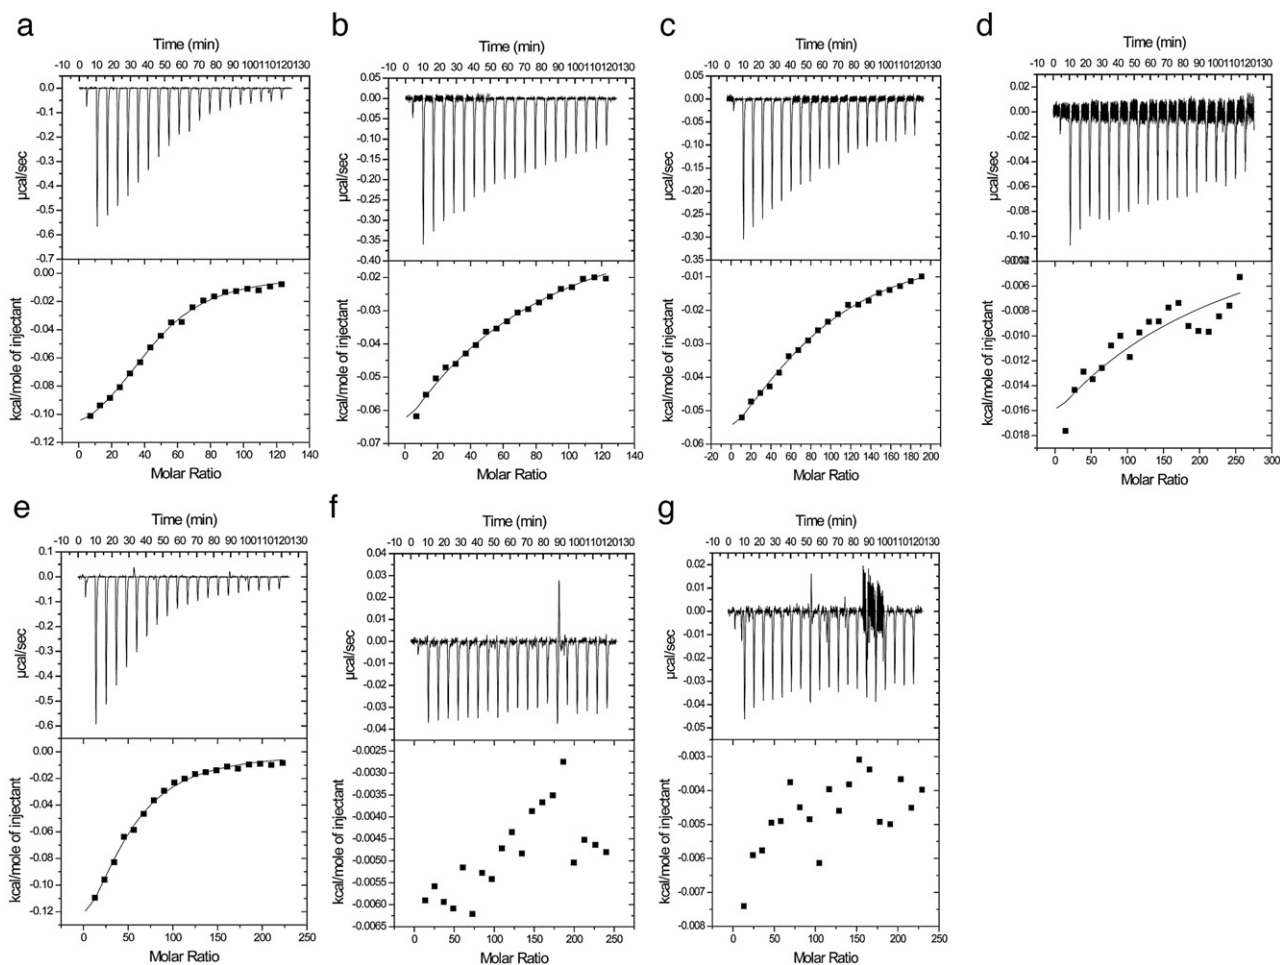 a
Time (min)
-10 0 10 20 30 40 50 60 70 80 90 100110120130
0.0
-0.1
-0.2
-0.3
-0.4
-0.5
-0.6
-0.7
µcal/sec
0.00
-0.02
-0.04
-0.06
-0.08
-0.10
-0.12
kcal/mole of injectant
0 20 40 60 80 100 120 140
Molar Ratio
b
Time (min)
-10 0 10 20 30 40 50 60 70 80 90 100110120130
0.05
0.00
-0.05
-0.10
-0.15
-0.20
-0.25
-0.30
-0.35
-0.40
µcal/sec
-0.02
-0.03
-0.04
-0.05
-0.06
-0.07
kcal/mole of injectant
0 20 40 60 80 100 120 140
Molar Ratio
c
Time (min)
-10 0 10 20 30 40 50 60 70 80 90 100110120130
0.05
0.00
-0.05
-0.10
-0.15
-0.20
-0.25
-0.30
-0.35
µcal/sec
-0.01
-0.02
-0.03
-0.04
-0.05
-0.06
kcal/mole of injectant
-20 0 20 40 60 80 100 120 140 160 180 200
Molar Ratio
d
Time (min)
-10 0 10 20 30 40 50 60 70 80 90 100110120130
0.02
0.00
-0.02
-0.04
-0.06
-0.08
-0.10
µcal/sec
-0.006
-0.008
-0.010
-0.012
-0.014
-0.016
-0.018
kcal/mole of injectant
0 50 100 150 200 250 300
Molar Ratio
e
Time (min)
-10 0 10 20 30 40 50 60 70 80 90 100110120130
0.1
0.0
-0.1
-0.2
-0.3
-0.4
-0.5
-0.6
µcal/sec
0.00
-0.02
-0.04
-0.06
-0.08
-0.10
-0.12
kcal/mole of injectant
0 50 100 150 200 250
Molar Ratio
f
Time (min)
-10 0 10 20 30 40 50 60 70 80 90 100110120130
0.04
0.03
0.02
0.01
0.00
-0.01
-0.02
-0.03
-0.04
µcal/sec
-0.0025
-0.0030
-0.0035
-0.0040
-0.0045
-0.0050
-0.0055
-0.0060
-0.0065
kcal/mole of injectant
0 50 100 150 200 250
Molar Ratio
g
Time (min)
-10 0 10 20 30 40 50 60 70 80 90 100110120130
0.02
0.01
0.00
-0.01
-0.02
-0.03
-0.04
-0.05
µcal/sec
-0.003
-0.004
-0.005
-0.006
-0.007
-0.008
kcal/mole of injectant
0 50 100 150 200 250
Molar Ratio